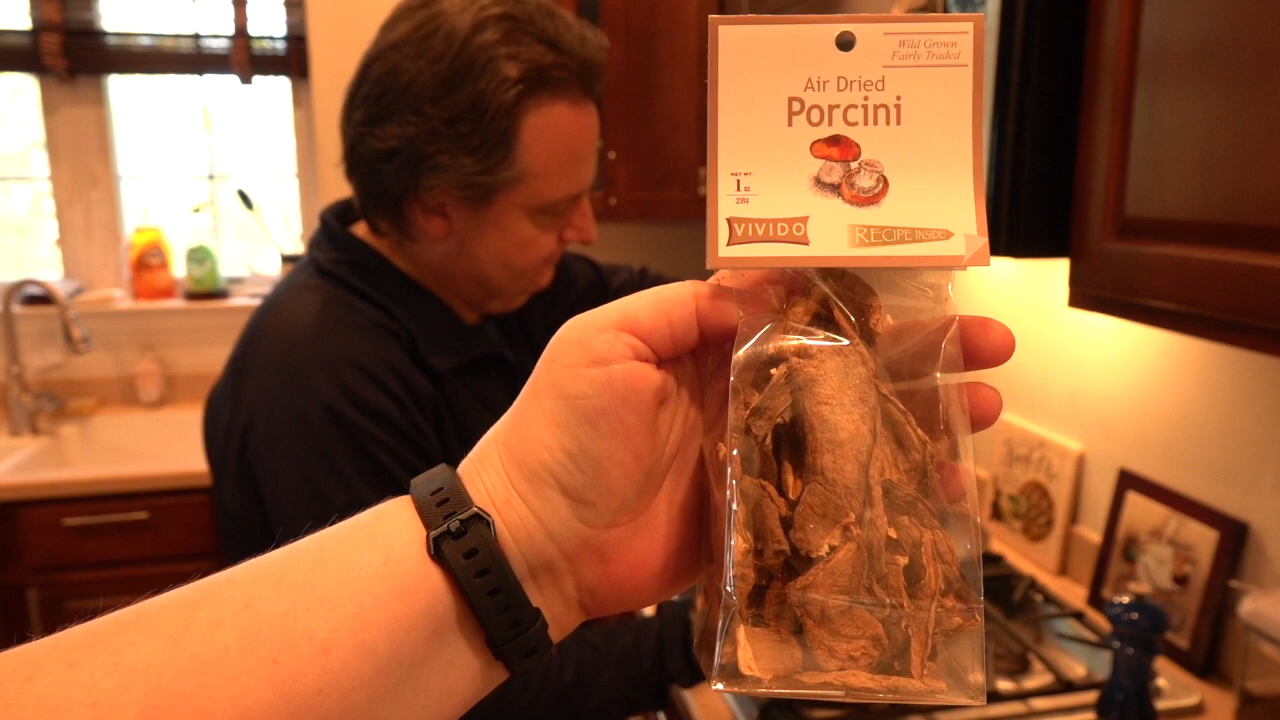 Wild Grown
Fairly Traded
Air Dried
Porcini
NET WT.
1 OZ.
28g
VIVIDO
RECIPE INSIDE!